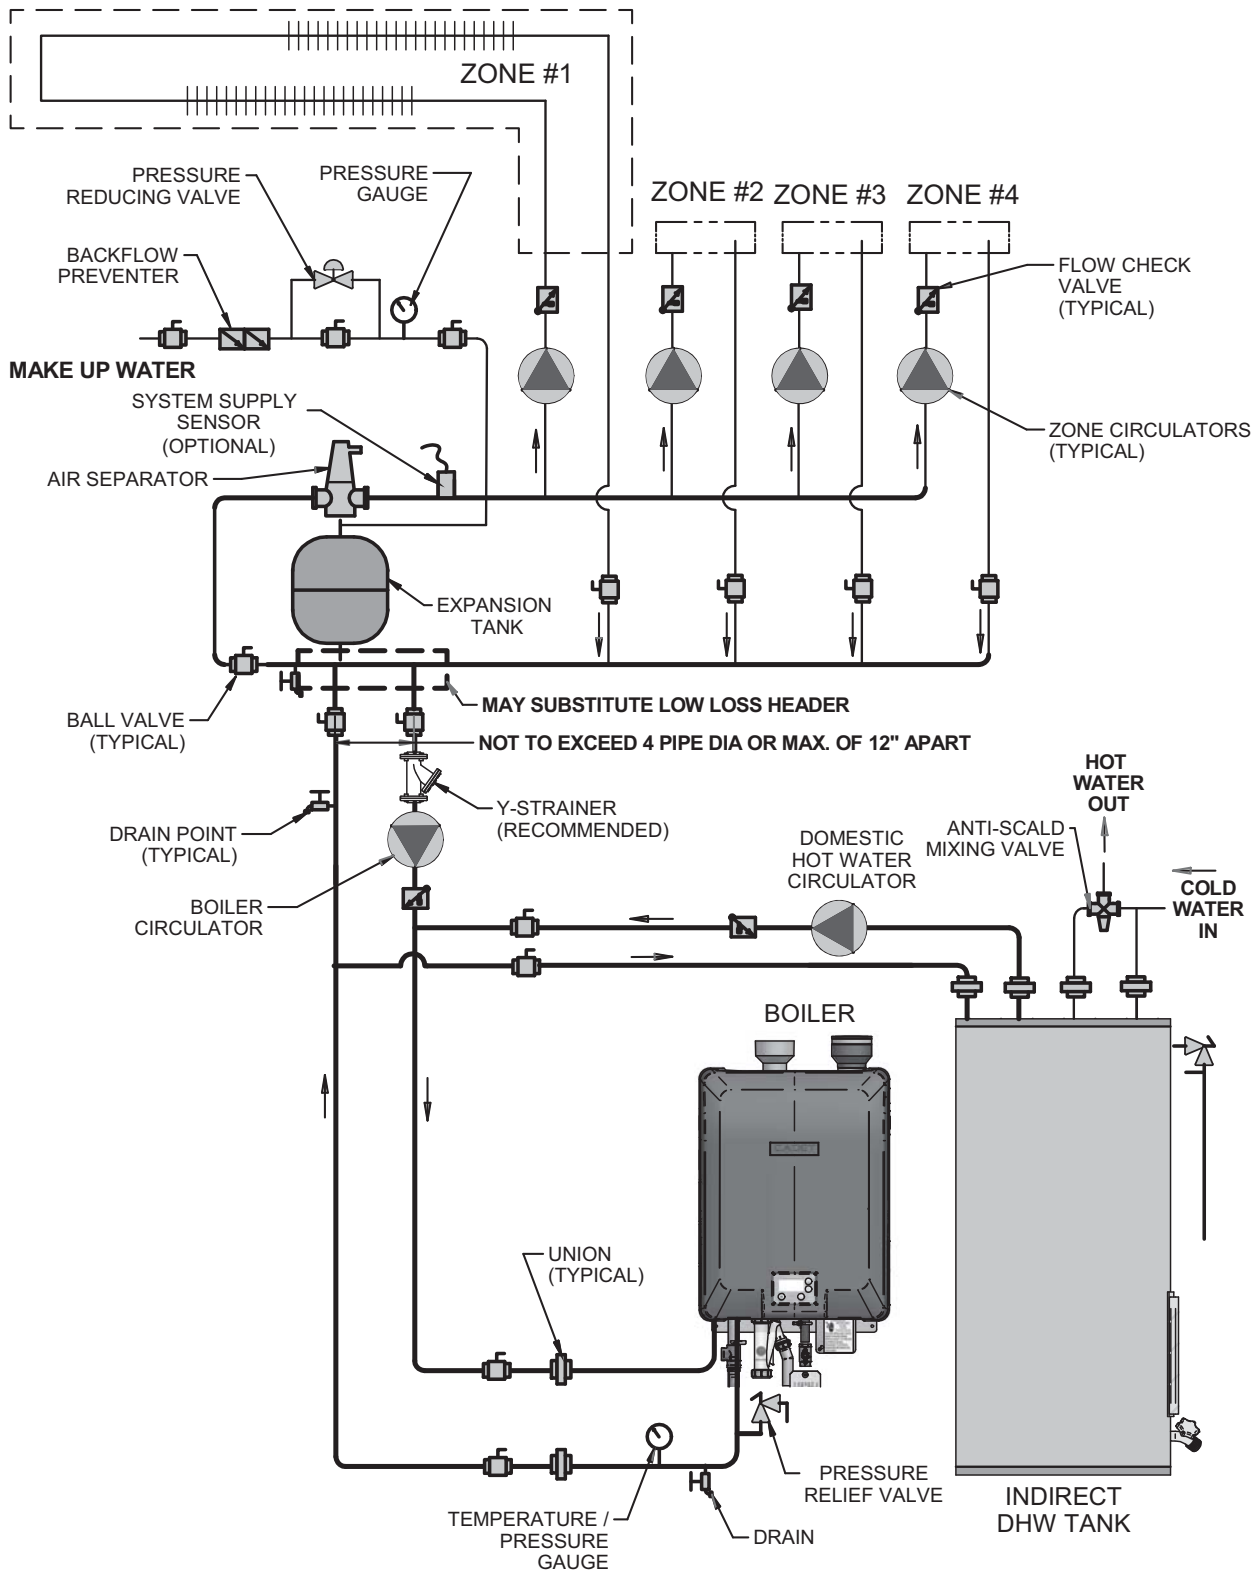 ZONE #1
PRESSURE
REDUCING VALVE
PRESSURE
GAUGE
ZONE #2
ZONE #3
ZONE #4
BACKFLOW
PREVENTER
FLOW CHECK
VALVE
(TYPICAL)
MAKE UP WATER
SYSTEM SUPPLY
SENSOR
(OPTIONAL)
ZONE CIRCULATORS
(TYPICAL)
AIR SEPARATOR
EXPANSION
TANK
BALL VALVE
(TYPICAL)
MAY SUBSTITUTE LOW LOSS HEADER
NOT TO EXCEED 4 PIPE DIA OR MAX. OF 12" APART
HOT
WATER
OUT
Y-STRAINER
(RECOMMENDED)
DRAIN POINT
(TYPICAL)
DOMESTIC
HOT WATER
CIRCULATOR
ANTI-SCALD
MIXING VALVE
COLD
WATER
IN
BOILER
CIRCULATOR
BOILER
CADET
UNION
(TYPICAL)
PRESSURE
RELIEF VALVE
INDIRECT
DHW TANK
TEMPERATURE /
PRESSURE
GAUGE
DRAIN